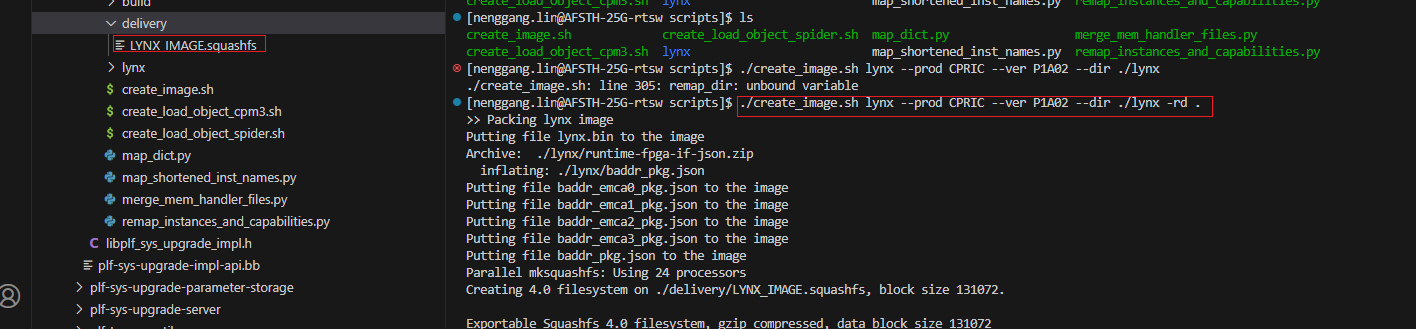 build
delivery
LYNX_IMAGE.squashfs
lynx
create_image.sh
create_load_object_cpm3.sh
create_load_object_spider.sh
map_dict.py
map_shortened_inst_names.py
merge_mem_handler_files.py
remap_instances_and_capabilities.py
libplf_sys_upgrade_impl.h
plf-sys-upgrade-impl-api.bb
plf-sys-upgrade-parameter-storage
plf-sys-upgrade-server
create_load_object_cpm3.sh lynx map_shortened_inst_names.py remap_instances_and_capabilities.py
[nenggang.lin@AFSTH-25G-rtsw scripts]$ ls
create_image.sh create_load_object_spider.sh map_dict.py merge_mem_handler_files.py
create_load_object_cpm3.sh lynx map_shortened_inst_names.py remap_instances_and_capabilities.py
[nenggang.lin@AFSTH-25G-rtsw scripts]$ ./create_image.sh lynx --prod CPRIC --ver P1A02 --dir ./lynx
./create_image.sh: line 305: remap_dir: unbound variable
[nenggang.lin@AFSTH-25G-rtsw scripts]$ ./create_image.sh lynx --prod CPRIC --ver P1A02 --dir ./lynx -rd .
>> Packing lynx image
Putting file lynx.bin to the image
Archive: ./lynx/runtime-fpga-if-json.zip
inflating: ./lynx/baddr_pkg.json
Putting file baddr_emca0_pkg.json to the image
Putting file baddr_emca1_pkg.json to the image
Putting file baddr_emca2_pkg.json to the image
Putting file baddr_emca3_pkg.json to the image
Putting file baddr_pkg.json to the image
Parallel mksquashfs: Using 24 processors
Creating 4.0 filesystem on ./delivery/LYNX_IMAGE.squashfs, block size 131072.
Exportable Squashfs 4.0 filesystem, gzip compressed, data block size 131072